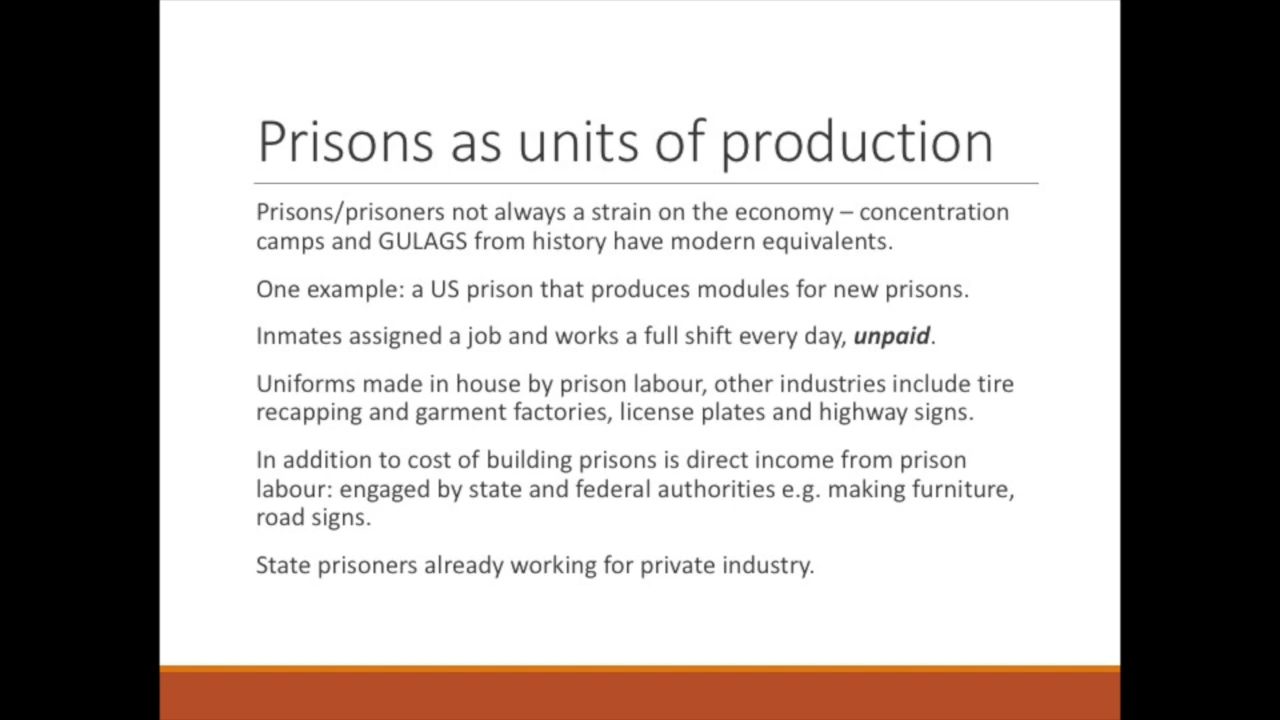 Prisons as units of production
Prisons/prisoners not always a strain on the economy – concentration
camps and GULAGS from history have modern equivalents.
One example: a US prison that produces modules for new prisons.
Inmates assigned a job and works a full shift every day, unpaid.
Uniforms made in house by prison labour, other industries include tire
recapping and garment factories, license plates and highway signs.
In addition to cost of building prisons is direct income from prison
labour: engaged by state and federal authorities e.g. making furniture,
road signs.
State prisoners already working for private industry.